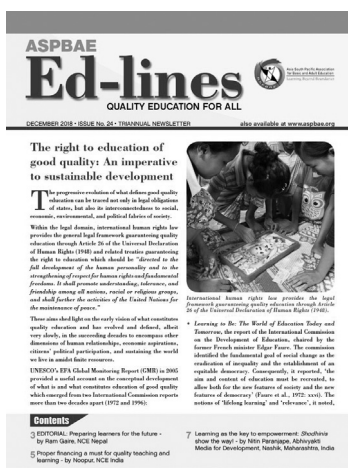 ASPBAE
Ed-lines
QUALITY EDUCATION FOR ALL
Asia South Pacific Association
for Basic and Adult Education
Learning Beyond Boundaries
DECEMBER 2018 • ISSUE No. 24 • TRIANNUAL NEWSLETTER
also available at www.aspbae.org
The right to education of
good quality: An imperative
to sustainable development
The progressive evolution of what defines good quality
education can be traced not only in legal obligations
of states, but also its interconnectedness to social,
economic, environmental, and political fabrics of society.
Within the legal domain, international human rights law
provides the general legal framework guaranteeing quality
education through Article 26 of the Universal Declaration
of Human Rights (1948) and related treaties guaranteeing
the right to education which should be "directed to the
full development of the human personality and to the
strengthening of respect for human rights and fundamental
freedoms. It shall promote understanding, tolerance, and
friendship among all nations, racial or religious groups,
and shall further the activities of the United Nations for
the maintenance of peace."
These aims shed light on the early vision of what constitutes
quality education and has evolved and defined, albeit
very slowly, in the succeeding decades to encompass other
dimensions of human relationships, economic aspirations,
citizens' political participation, and sustaining the world
we live in amidst finite resources.
UNESCO's EFA Global Monitoring Report (GMR) in 2005
provided a useful account on the conceptual development
of what is and what constitutes education of good quality
which emerged from two International Commission reports
more than two decades apart (1972 and 1996):
International human rights law provides the legal
framework guaranteeing quality education through Article
26 of the Universal Declaration of Human Rights (1948).
• Learning to Be: The World of Education Today and
Tomorrow, the report of the International Commission
on the Development of Education, chaired by the
former French minister Edgar Faure. The commission
identified the fundamental goal of social change as the
eradication of inequality and the establishment of an
equitable democracy. Consequently, it reported, 'the
aim and content of education must be recreated, to
allow both for the new features of society and the new
features of democracy' (Faure et al., 1972: xxvi). The
notions of 'lifelong learning' and 'relevance', it noted,
Contents
3 EDITORIAL: Preparing learners for the future -
by Ram Gaire, NCE Nepal
5 Proper financing a must for quality teaching and
learning - by Noopur, NCE India
7 Learning as the key to empowerment: Shodhinis
show the way! - by Nitin Paranjape, Abhivyakti
Media for Development, Nashik, Maharashtra, India